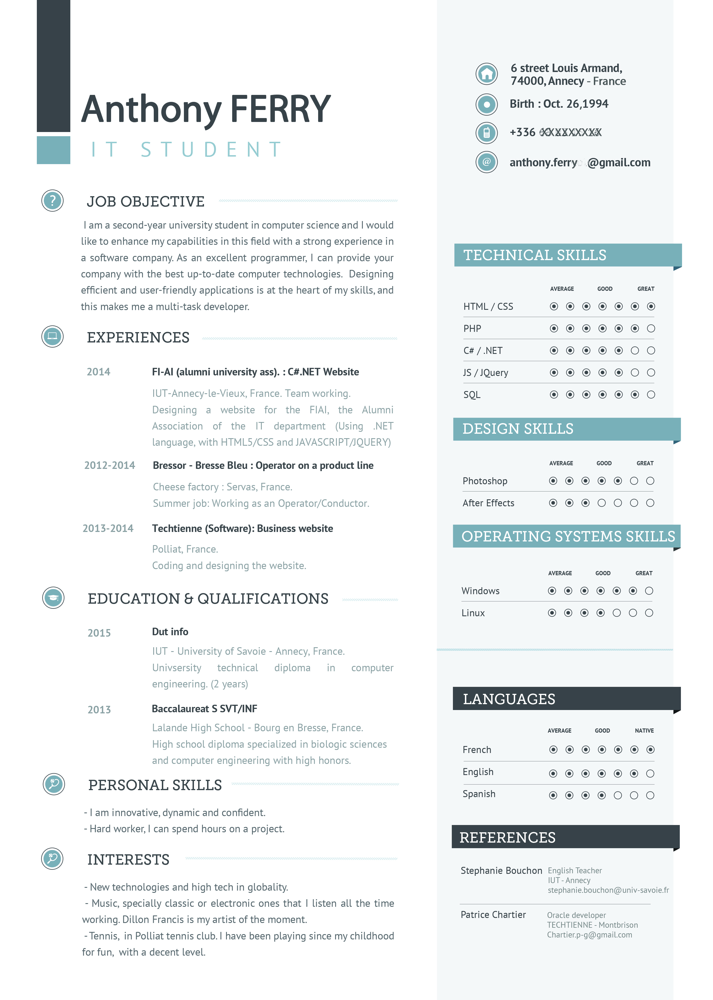 Anthony FERRY
IT STUDENT
JOB OBJECTIVE
I am a second-year university student in computer science and I would
like to enhance my capabilities in this field with a strong experience in
a software company. As an excellent programmer, I can provide your
company with the best up-to-date computer technologies. Designing
efficient and user-friendly applications is at the heart of my skills, and
this makes me a multi-task developer.
EXPERIENCES
2014 FI-AI (alumni university ass). : C#.NET Website
IUT-Annecy-le-Vieux, France. Team working.
Designing a website for the FIAI, the Alumni
Association of the IT department (Using .NET
language, with HTML5/CSS and JAVASCRIPT/JQUERY)
2012-2014 Bressor - Bresse Bleu : Operator on a product line
Cheese factory : Servas, France.
Summer job: Working as an Operator/Conductor.
2013-2014 Techtienne (Software): Business website
Polliat, France.
Coding and designing the website.
EDUCATION & QUALIFICATIONS
2015 Dut info
IUT - University of Savoie - Annecy, France.
Univsersity technical diploma in computer
engineering. (2 years)
2013 Baccalaureat S SVT/INF
Lalande High School - Bourg en Bresse, France.
High school diploma specialized in biologic sciences
and computer engineering with high honors.
PERSONAL SKILLS
- I am innovative, dynamic and confident.
- Hard worker, I can spend hours on a project.
INTERESTS
- New technologies and high tech in globality.
- Music, specially classic or electronic ones that I listen all the time
working. Dillon Francis is my artist of the moment.
- Tennis, in Polliat tennis club. I have been playing since my childhood
for fun, with a decent level.
6 street Louis Armand,
74000, Annecy - France
Birth : Oct. 26,1994
+336
@ anthony.ferry @gmail.com
TECHNICAL SKILLS
AVERAGE GOOD GREAT
HTML / CSS
PHP
C# / .NET
JS / JQuery
SQL
DESIGN SKILLS
AVERAGE GOOD GREAT
Photoshop
After Effects
OPERATING SYSTEMS SKILLS
AVERAGE GOOD GREAT
Windows
Linux
LANGUAGES
AVERAGE GOOD NATIVE
French
English
Spanish
REFERENCES
Stephanie Bouchon English Teacher
IUT - Annecy
stephanie.bouchon@univ-savoie.fr
Patrice Chartier Oracle developer
TECHTIENNE - Montbrison
Chartier.p-g@gmail.com